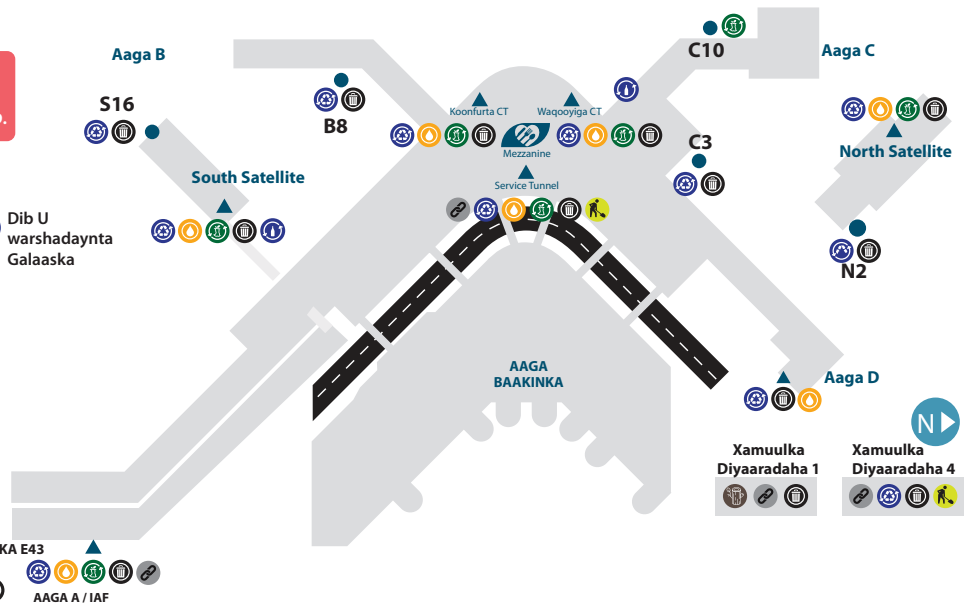 Aaga B
C10
Aaga C
S16
B8
Koonfurta CT
Waqooyiga CT
Mezzanine
C3
North Satellite
South Satellite
Service Tunnel
Dib U
warshadaynta
Galaaska
N2
AAGA
BAAKINKA
Aaga D
N
Xamuulka
Diyaaradaha 1
Xamuulka
Diyaaradaha 4
KA E43
AAGA A / IAF